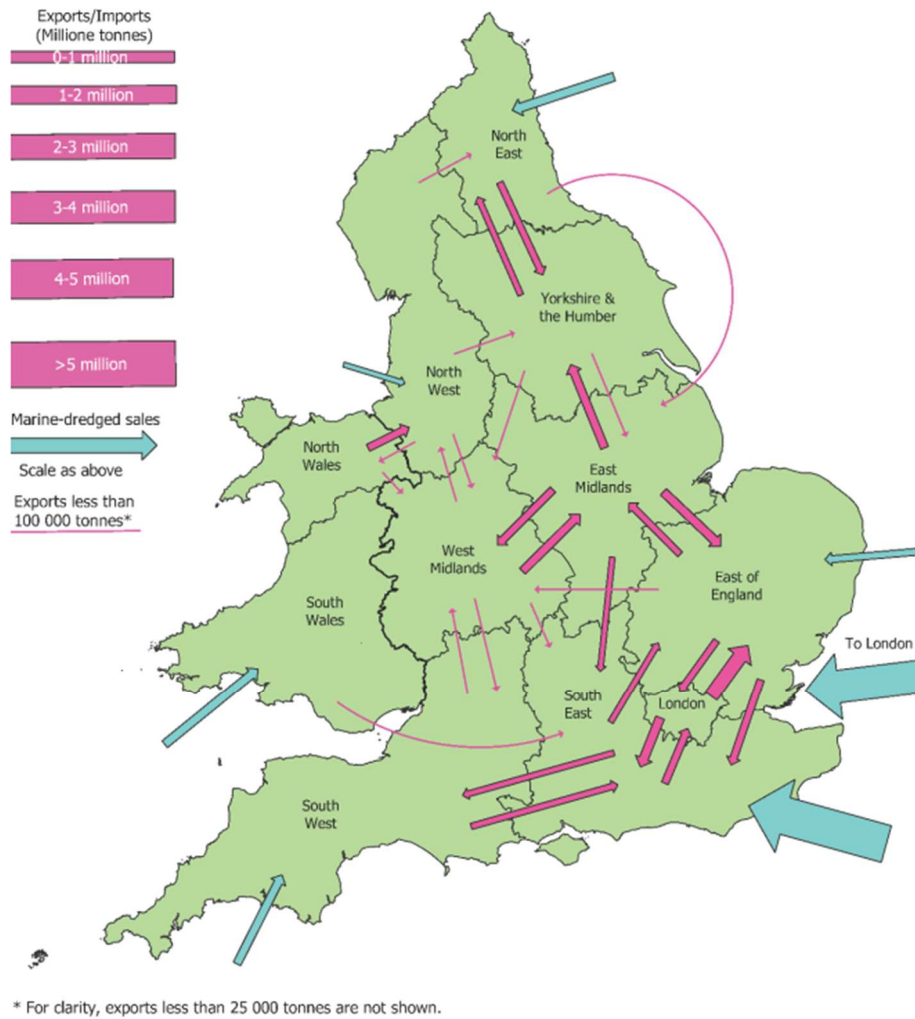 Exports/Imports
(Millione tonnes)
0-1 million
1-2 million
2-3 million
3-4 million
4-5 million
>5 million
Marine-dredged sales
Scale as above
Exports less than
100 000 tonnes*
North
East
Yorkshire &
the Humber
North
West
North
Wales
East
Midlands
West
Midlands
East of
England
South
Wales
To London
South
East
London
South
West
* For clarity, exports less than 25 000 tonnes are not shown.